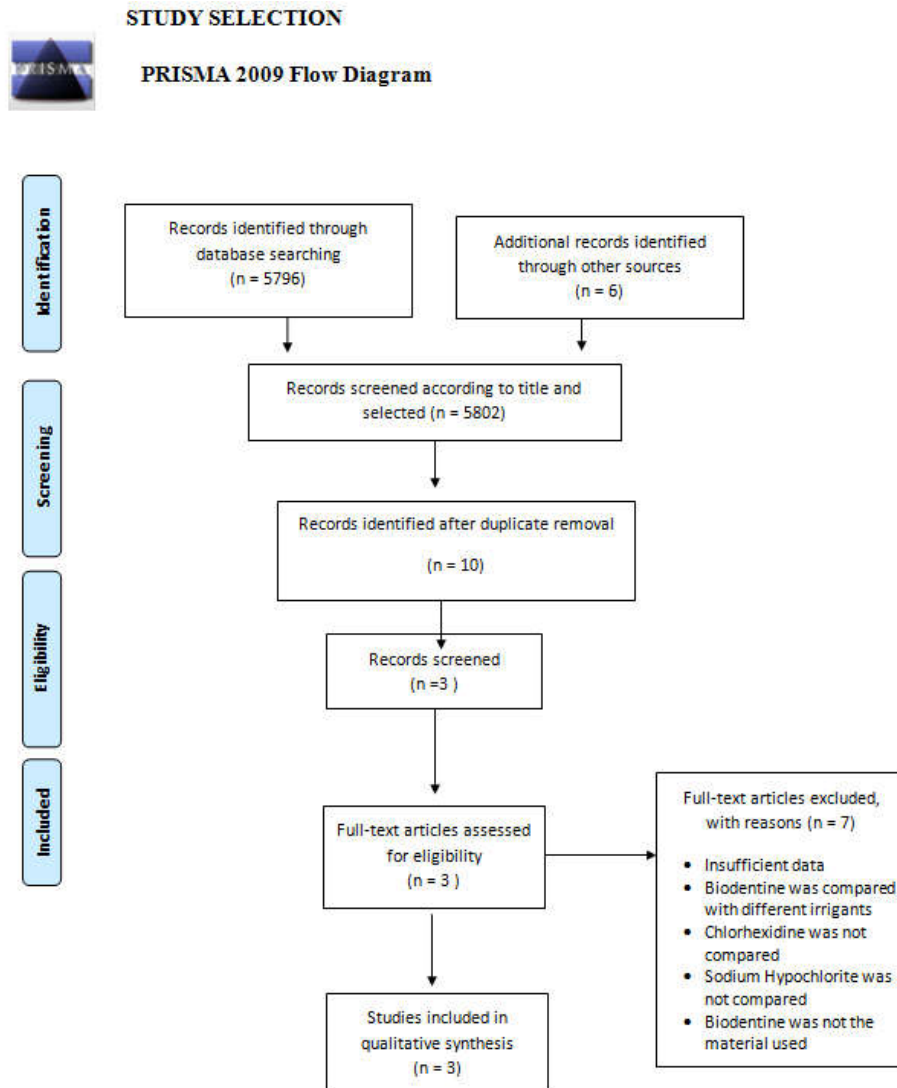 STUDY SELECTION
PRISMA
PRISMA 2009 Flow Diagram
Identification
Records identified through
database searching
(n = 5796)
Additional records identified
through other sources
(n = 6)
Records screened according to title and
selected (n = 5802)
Screening
Records identified after duplicate removal
(n = 10)
Eligibility
Records screened
(n =3 )
Included
Full-text articles assessed
for eligibility
(n = 3 )
Full-text articles excluded,
with reasons (n = 7)
• Insufficient data
• Biodentine was compared
with different irrigants
• Chlorhexidine was not
compared
• Sodium Hypochlorite was
not compared
• Biodentine was not the
material used
Studies included in
qualitative synthesis
(n = 3)